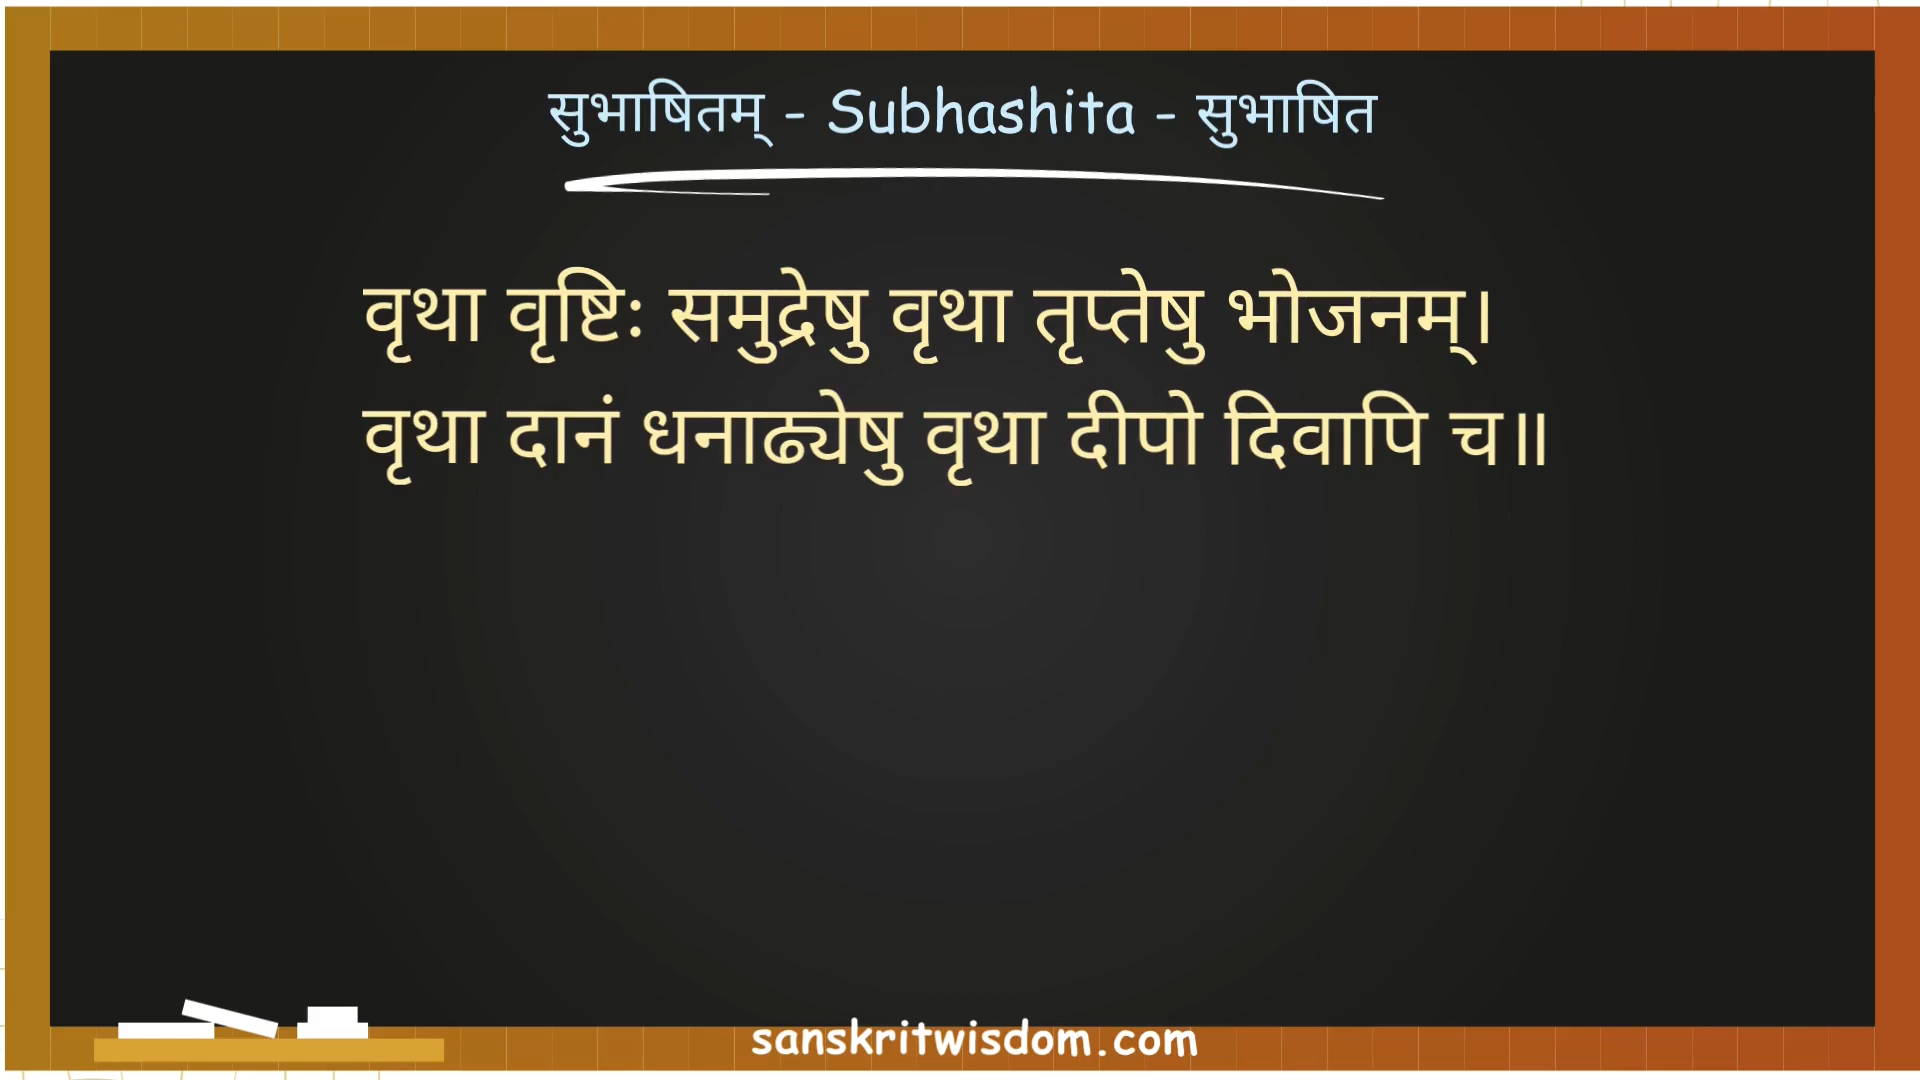 सुभाषितम् - Subhashita - सुभाषित
वृथा वृष्टिः समुद्रेषु वृथा तृप्तेषु भोजनम्।
वृथा दानं धनाढ्येषु वृथा दीपो दिवापि च॥
sanskritwisdom.com